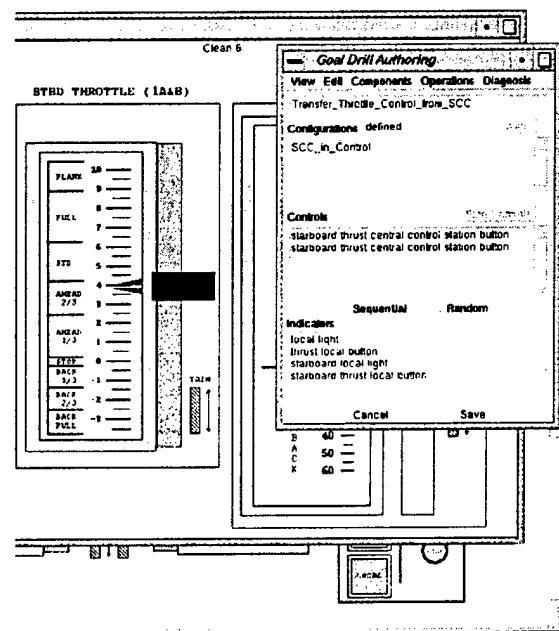 Clean 6
Goal Drill Authoring
View Edit Components Operations Diagnosis
STBD THROTTLE (1A&B)
Transfer_Throttle_Control_from_SCC
Configurations defined
SCC_in_Control
FLANK
FULL
STD
AHEAD
2/3
AHEAD
1/3
STOP
BACK
1/3
BACK
2/3
BACK
FULL
10
9
8
7
6
5
4
3
2
1
0
-1
-2
-3
TRIM
Controls
starboard thrust central control station button
starboard thrust central control station button
Sequential Random
Indicators
local light
thrust local button
starboard local light
starboard thrust local button
Cancel Save
B
A
C
K
40
50
60
LOCAL